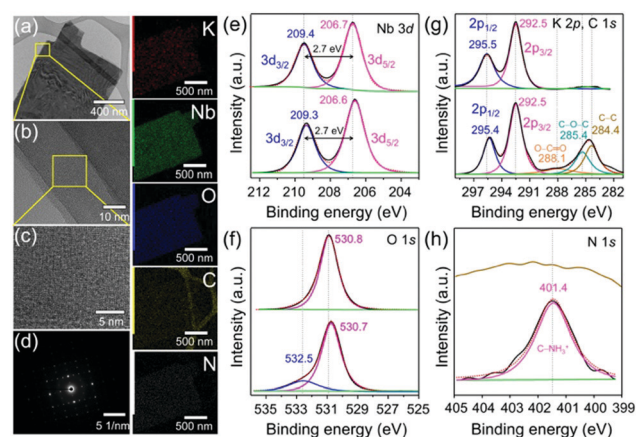 (a)
400 nm
(b)
10 nm
(c)
5 nm
(d)
5 1/nm
K
500 nm
Nb
500 nm
O
500 nm
C
500 nm
N
500 nm
(e)
Nb 3d
206.7
209.4
2.7 eV
3d3/2
3d5/2
206.6
209.3
2.7 eV
3d3/2
3d5/2
Intensity (a.u.)
212 210 208 206 204
Binding energy (eV)
(f)
O 1s
530.8
530.7
532.5
Intensity (a.u.)
535 533 531 529 527 525
Binding energy (eV)
(g)
K 2p, C 1s
2p1/2
292.5
295.5
2p3/2
2p1/2
292.5
295.4
2p3/2
C–O–C
285.4
C–C
284.4
O–C=O
288.1
Intensity (a.u.)
297 294 291 288 285 282
Binding energy (eV)
(h)
N 1s
401.4
C–NH3+
Intensity (a.u.)
405 404 403 402 401 400 399
Binding energy (eV)